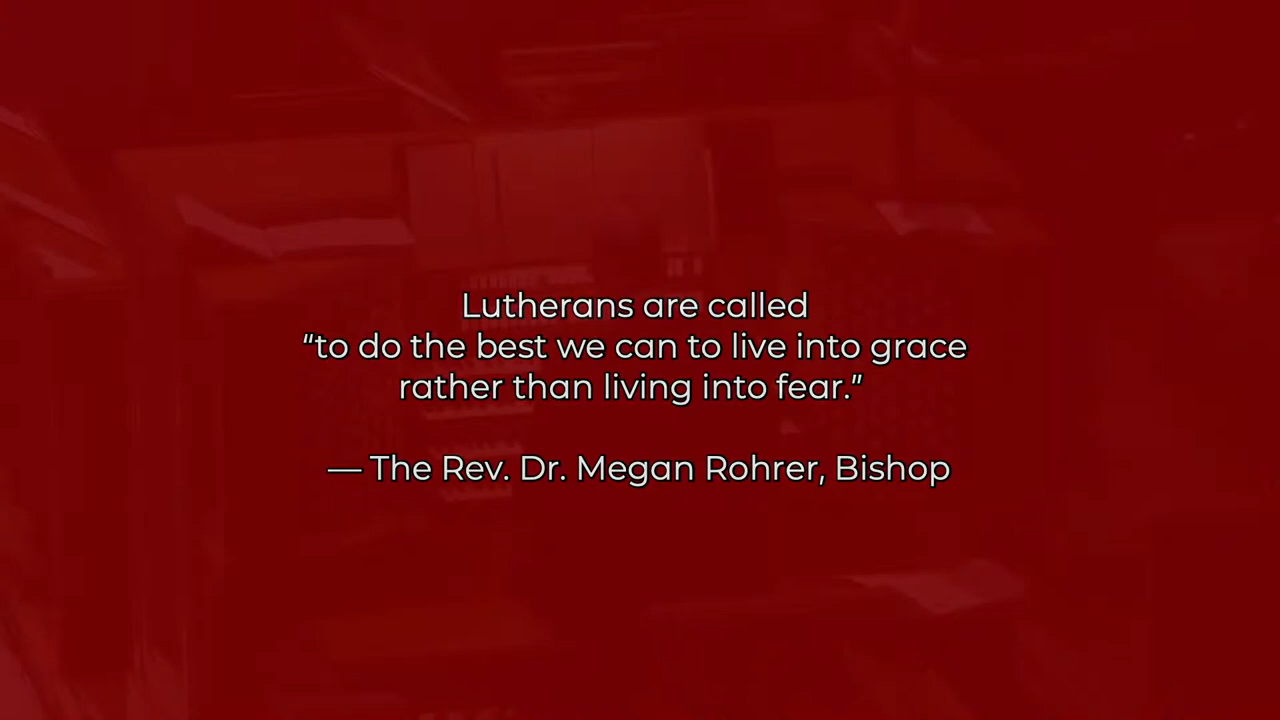 Lutherans are called
“to do the best we can to live into grace
rather than living into fear.”
— The Rev. Dr. Megan Rohrer, Bishop